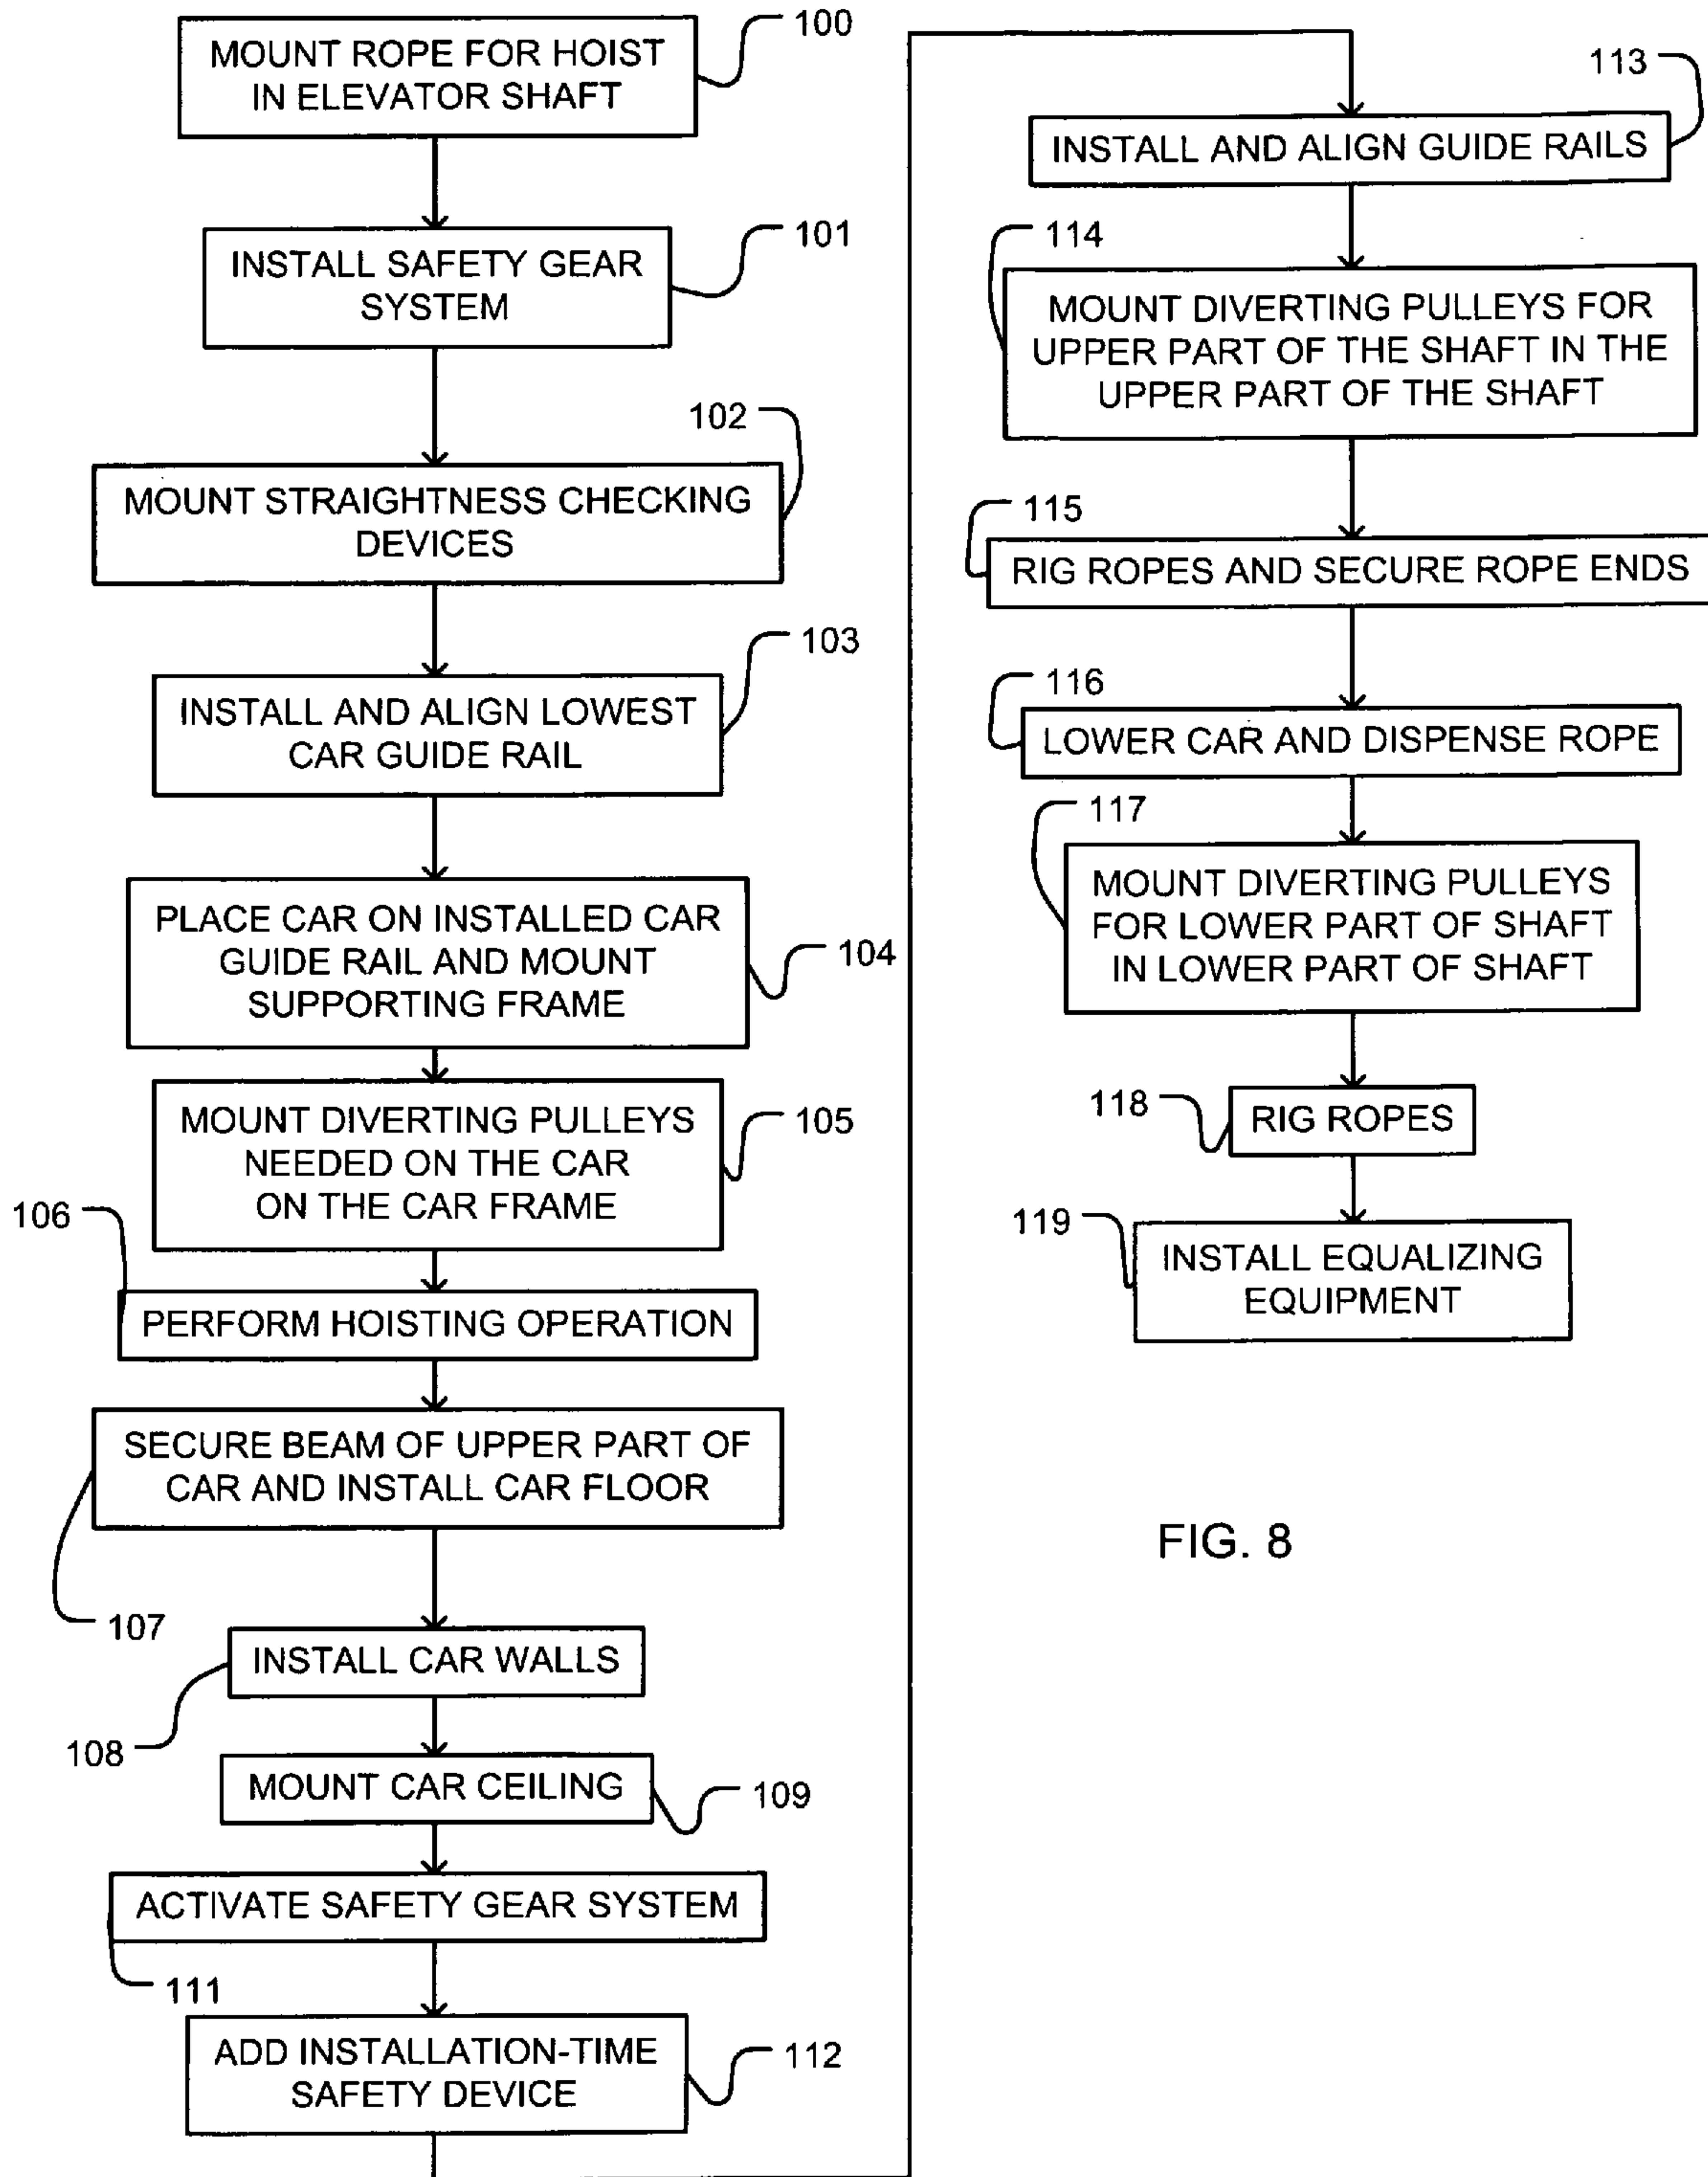 100
MOUNT ROPE FOR HOIST
IN ELEVATOR SHAFT
101
INSTALL SAFETY GEAR
SYSTEM
102
MOUNT STRAIGHTNESS CHECKING
DEVICES
103
INSTALL AND ALIGN LOWEST
CAR GUIDE RAIL
PLACE CAR ON INSTALLED CAR
GUIDE RAIL AND MOUNT
SUPPORTING FRAME
104
MOUNT DIVERTING PULLEYS
NEEDED ON THE CAR
ON THE CAR FRAME
105
106
PERFORM HOISTING OPERATION
SECURE BEAM OF UPPER PART OF
CAR AND INSTALL CAR FLOOR
107
INSTALL CAR WALLS
108
MOUNT CAR CEILING
109
ACTIVATE SAFETY GEAR SYSTEM
111
ADD INSTALLATION-TIME
SAFETY DEVICE
112
113
INSTALL AND ALIGN GUIDE RAILS
114
MOUNT DIVERTING PULLEYS FOR
UPPER PART OF THE SHAFT IN THE
UPPER PART OF THE SHAFT
115
RIG ROPES AND SECURE ROPE ENDS
116
LOWER CAR AND DISPENSE ROPE
117
MOUNT DIVERTING PULLEYS
FOR LOWER PART OF SHAFT
IN LOWER PART OF SHAFT
118
RIG ROPES
119
INSTALL EQUALIZING
EQUIPMENT
FIG. 8